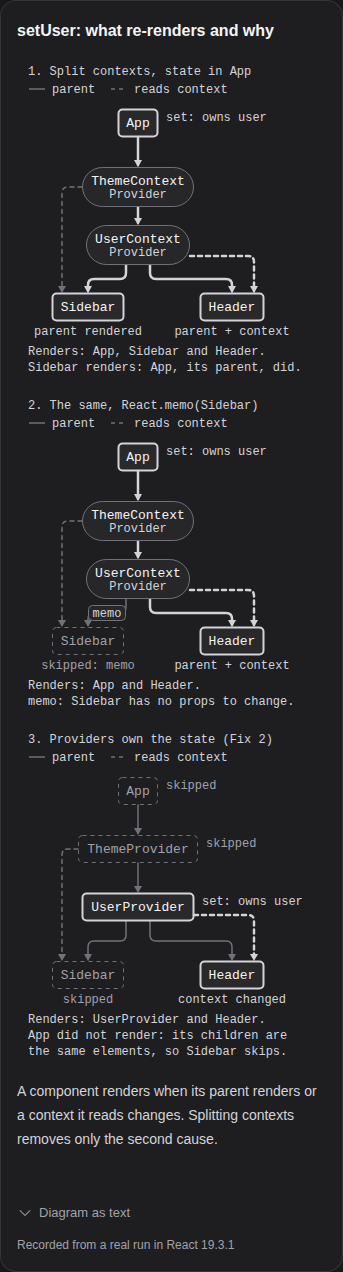 setUser: what re-renders and why
1. Split contexts, state in App
parent reads context
App
set: owns user
ThemeContext
Provider
UserContext
Provider
Sidebar
Header
parent rendered
parent + context
Renders: App, Sidebar and Header.
Sidebar renders: App, its parent, did.
2. The same, React.memo(Sidebar)
parent reads context
App
set: owns user
ThemeContext
Provider
UserContext
Provider
memo
Sidebar
Header
skipped: memo
parent + context
Renders: App and Header.
memo: Sidebar has no props to change.
3. Providers own the state (Fix 2)
parent reads context
App
skipped
ThemeProvider
skipped
UserProvider
set: owns user
Sidebar
Header
skipped
context changed
Renders: UserProvider and Header.
App did not render: its children are
the same elements, so Sidebar skips.
A component renders when its parent renders or
a context it reads changes. Splitting contexts
removes only the second cause.
Diagram as text
Recorded from a real run in React 19.3.1